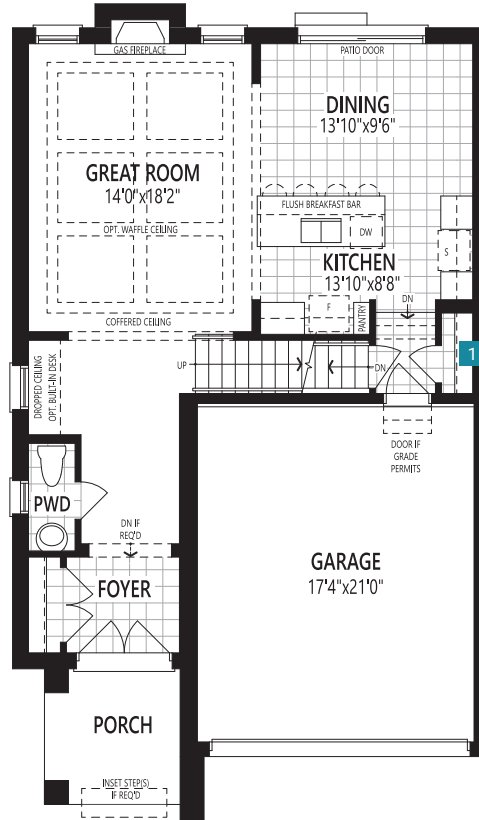 GAS FIREPLACE
PATIO DOOR
DINING
13'10"x9'6"
GREAT ROOM
14'0"x18'2"
FLUSH BREAKFAST BAR
DW
OPT. WAFFLE CEILING
S
KITCHEN
13'10"x8'8"
COFFERED CEILING
F
PANTRY
DN
1
UP
DN
DROPPED CEILING
OPT. BUILT-IN DESK
DOOR IF
GRADE
PERMITS
PWD
DN IF
REQ'D
FOYER
GARAGE
17'4"x21'0"
PORCH
INSET STEP(S)
IF REQ'D